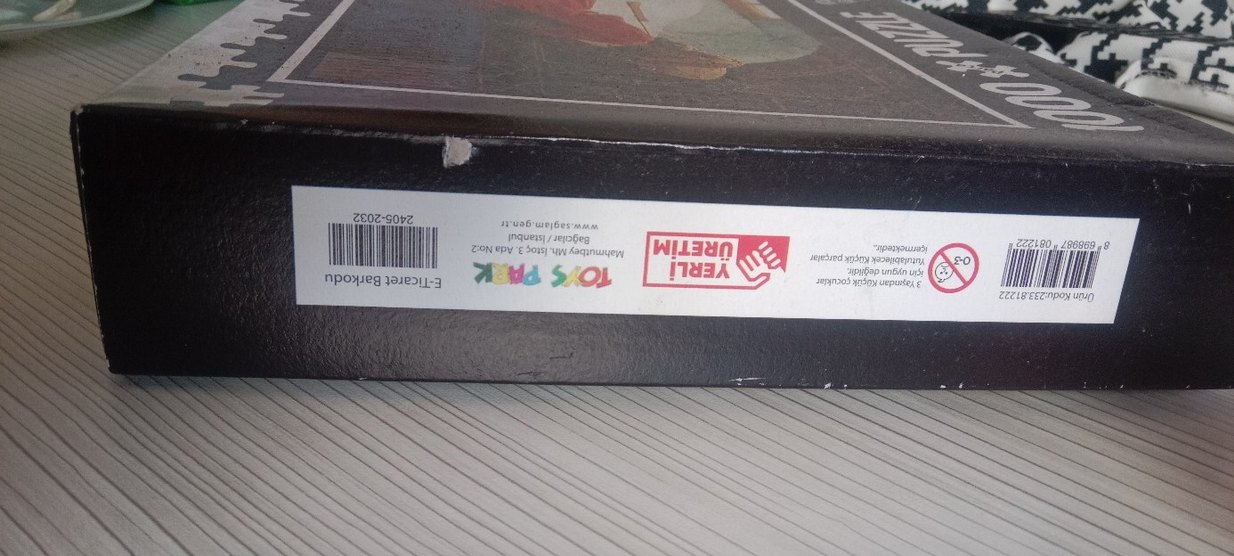 1000 PUZZLE
Ürün Kodu:233.81222
8 698987 081222
0-3
3 Yaşından Küçük çocuklar
için uygun değildir.
Yutulabilecek Küçük parçalar
içermektedir.
YERLİ
ÜRETİM
TOYS PARK
Mahmutbey Mh. İstoç 3. Ada No:2
Bağcılar / İstanbul
www.saglam.gen.tr
E-Ticaret Barkodu
2405-2032